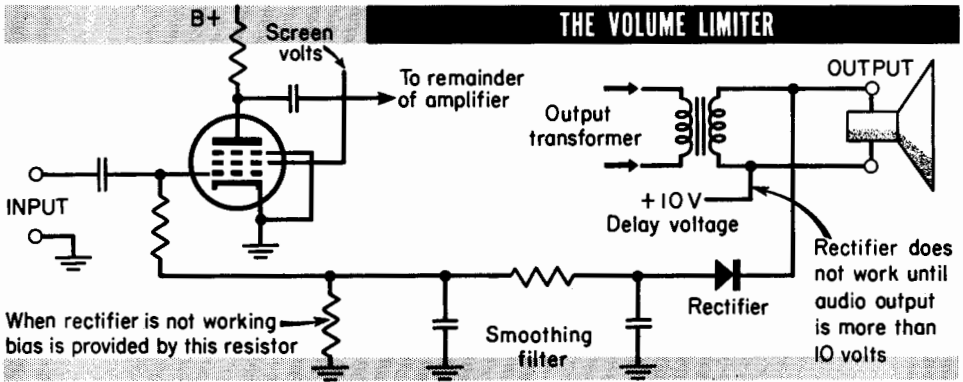 THE VOLUME LIMITER
B+
Screen
volts
To remainder
of amplifier
OUTPUT
Output
transformer
INPUT
+10V
Delay voltage
Rectifier does
not work until
audio output
is more than
10 volts
Rectifier
When rectifier is not working
bias is provided by this resistor
Smoothing
filter